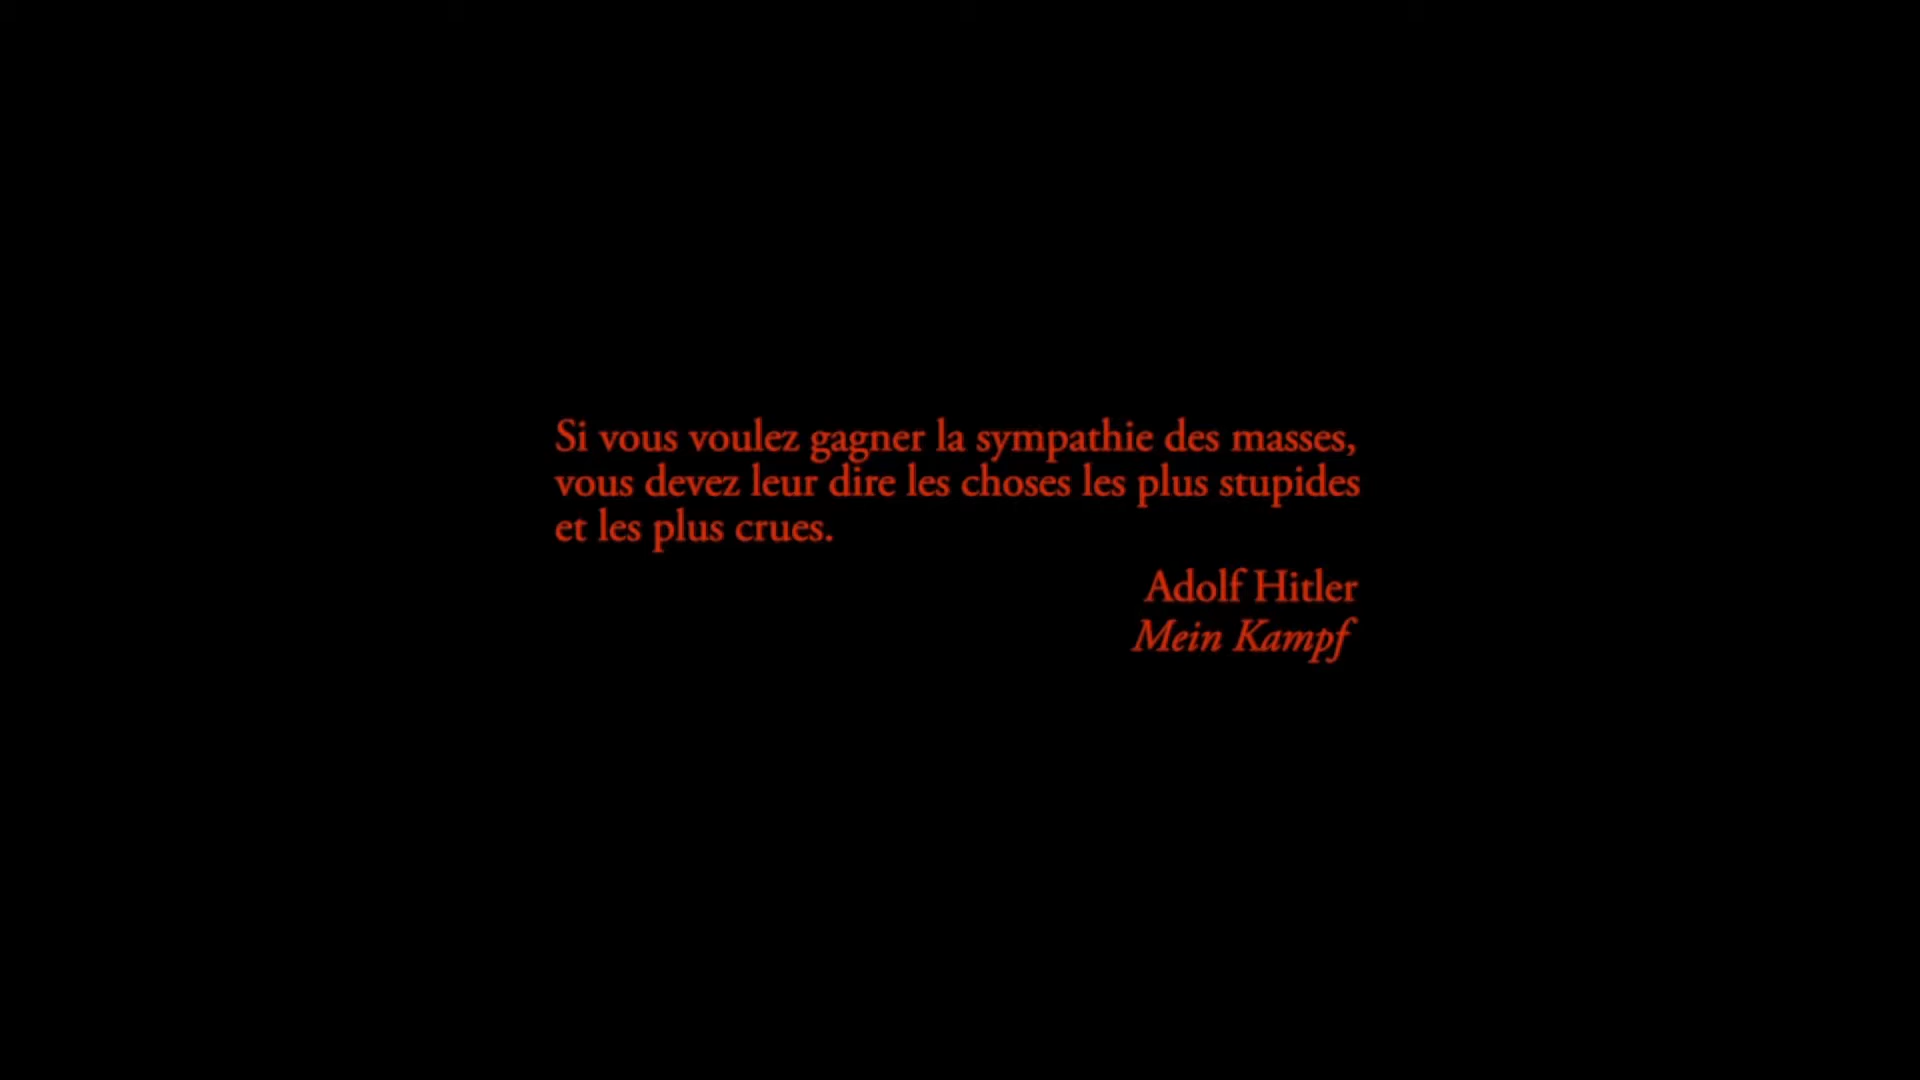 Si vous voulez gagner la sympathie des masses,
vous devez leur dire les choses les plus stupides
et les plus crues.
Adolf Hitler
Mein Kampf